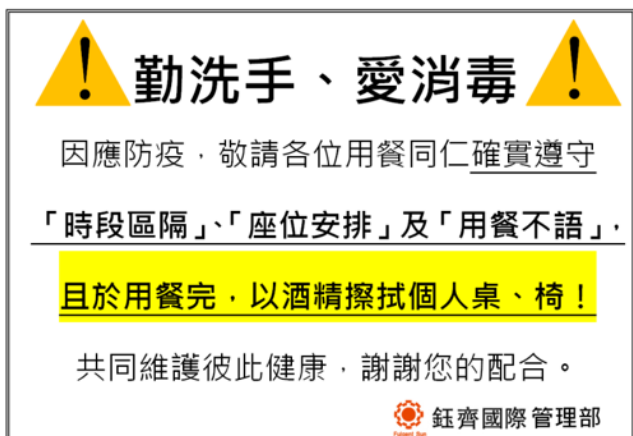 勤洗手、愛消毒
因應防疫，敬請各位用餐同仁確實遵守
「時段區隔」、「座位安排」及「用餐不語」，
且於用餐完，以酒精擦拭個人桌、椅！
共同維護彼此健康，謝謝您的配合。
鈺齊國際 管理部